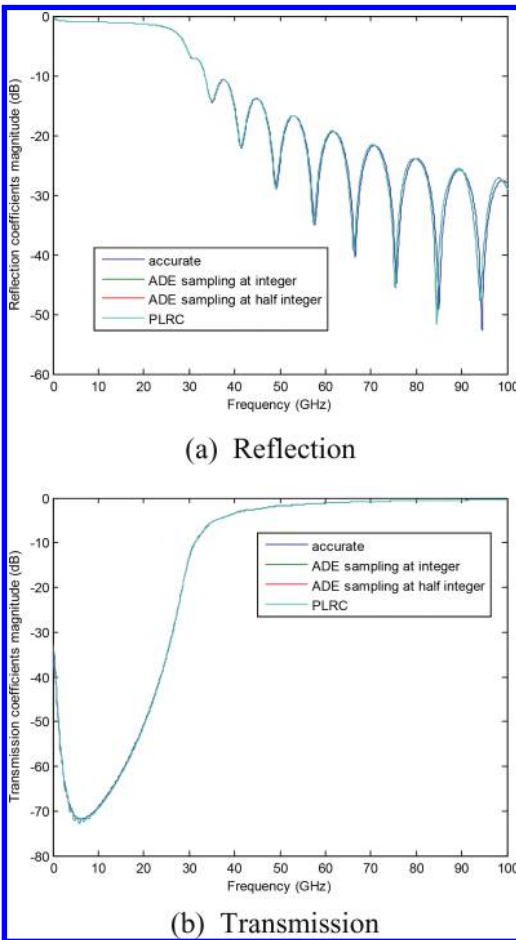 0
-10
-20
-30
-40
-50
-60
Reflection coefficients magnitude (dB)
accurate
ADE sampling at integer
ADE sampling at half integer
PLRC
0 10 20 30 40 50 60 70 80 90 100
Frequency (GHz)
(a) Reflection
0
-10
-20
-30
-40
-50
-60
-70
-80
Transmission coefficients magnitude (dB)
accurate
ADE sampling at integer
ADE sampling at half integer
PLRC
0 10 20 30 40 50 60 70 80 90 100
Frequency (GHz)
(b) Transmission